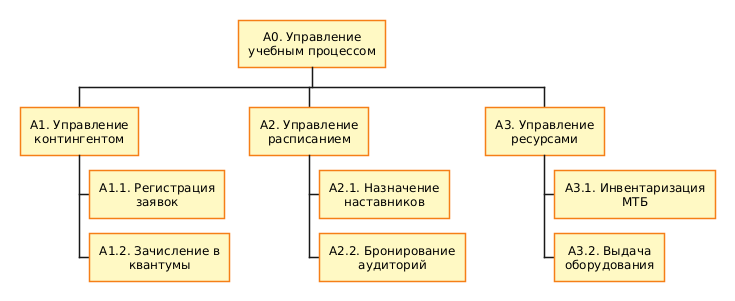 А0. Управление
учебным процессом
А1. Управление
контингентом
А1.1. Регистрация
заявок
А1.2. Зачисление в
квантумы
А2. Управление
расписанием
А2.1. Назначение
наставников
А2.2. Бронирование
аудиторий
А3. Управление
ресурсами
А3.1. Инвентаризация
МТБ
А3.2. Выдача
оборудования